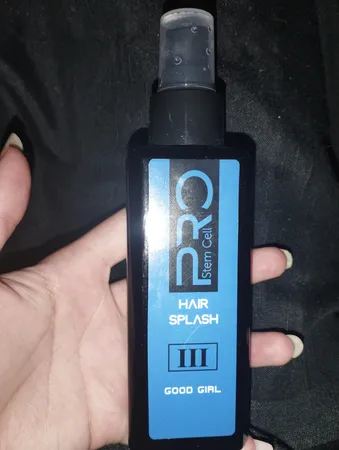 PRO
Stem Cell
HAIR
SPLASH
III
GOOD GIRL